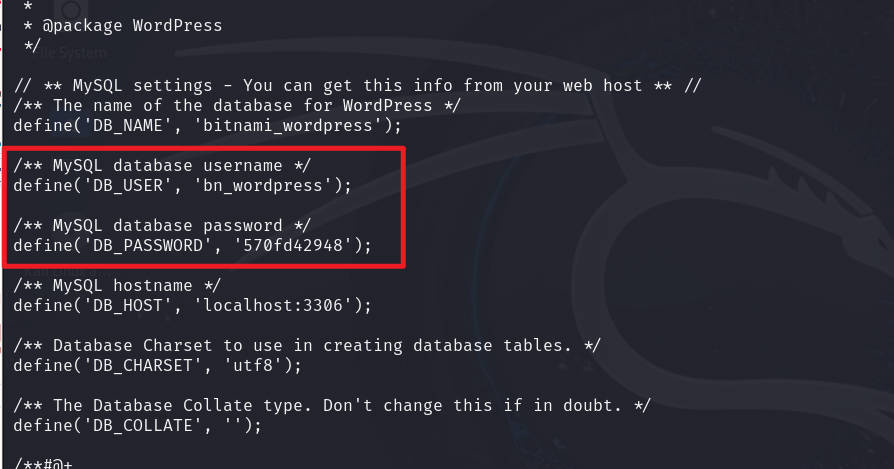 *
* @package WordPress
*/
File System
// ** MySQL settings - You can get this info from your web host ** //
/** The name of the database for WordPress */
define('DB_NAME', 'bitnami_wordpress');
/** MySQL database username */
define('DB_USER', 'bn_wordpress');
/** MySQL database password */
define('DB_PASSWORD', '570fd42948');
/** MySQL hostname */
define('DB_HOST', 'localhost:3306');
/** Database Charset to use in creating database tables. */
define('DB_CHARSET', 'utf8');
/** The Database Collate type. Don't change this if in doubt. */
define('DB_COLLATE', '');
/**#@+